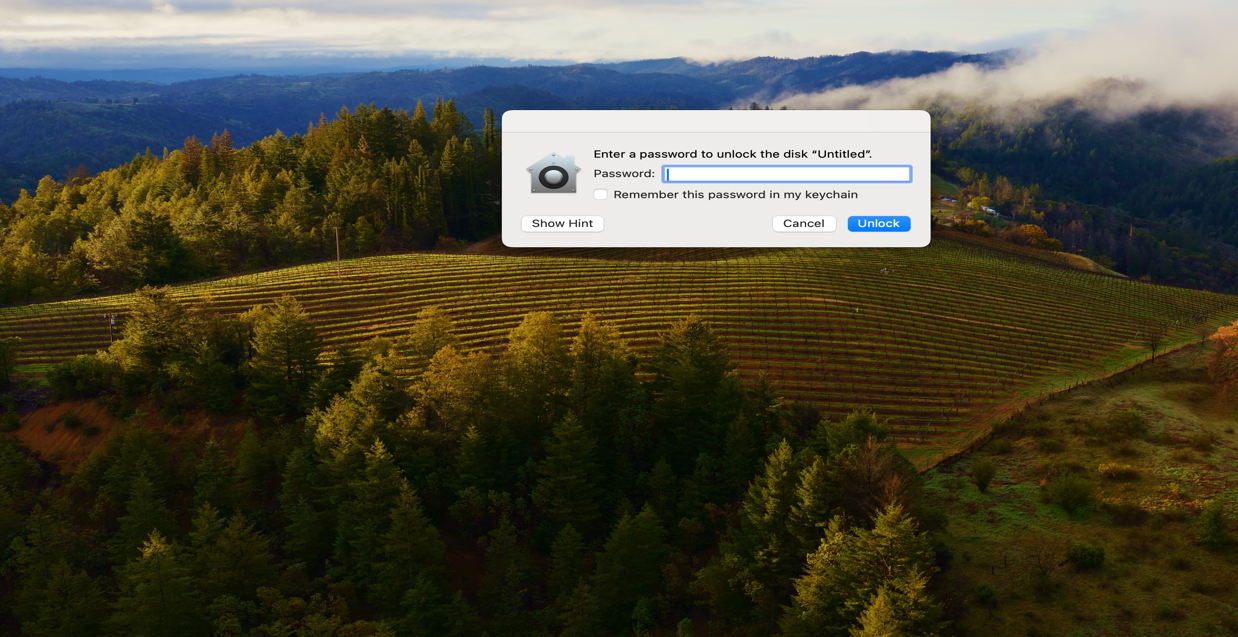 Enter a password to unlock the disk “Untitled”.
Password:
Remember this password in my keychain
Show Hint
Cancel
Unlock